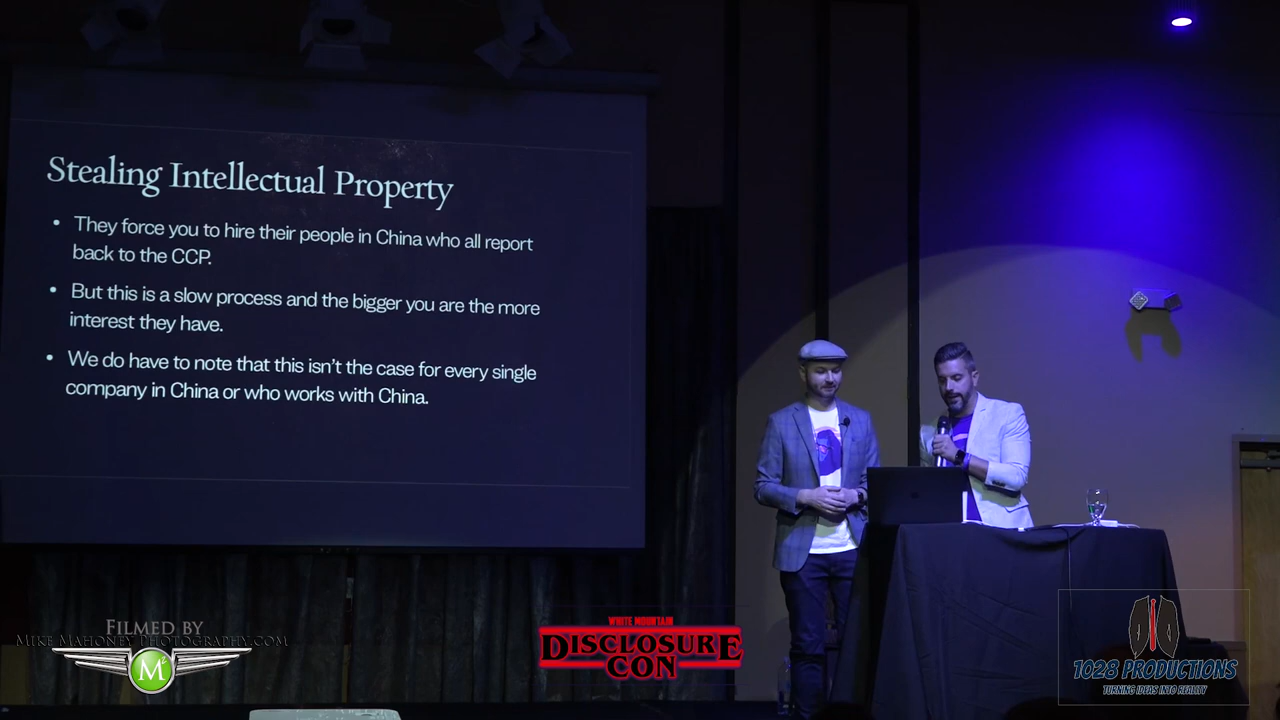 Stealing Intellectual Property
• They force you to hire their people in China who all report
back to the CCP.
• But this is a slow process and the bigger you are the more
interest they have.
• We do have to note that this isn't the case for every single
company in China or who works with China.
FILMED BY
MIKE MAHONEY PHOTOGRAPHY.COM
M
WHITE MOUNTAIN
DISCLOSURE
CON
1028 PRODUCTIONS
TURNING IDEAS INTO REALITY